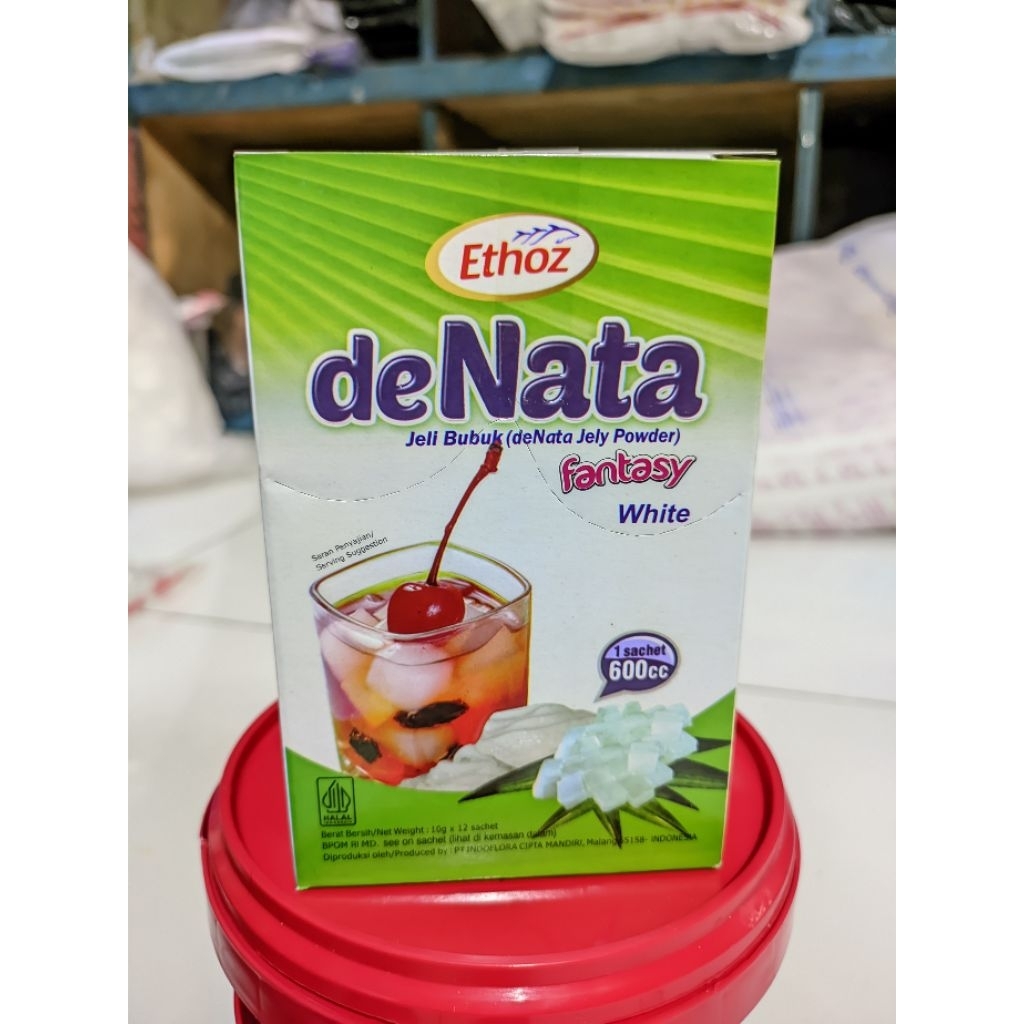 Ethoz
deNata
Jeli Bubuk (deNata Jely Powder)
fantasy
White
Saran Penyajian/
Serving Suggestion
1 sachet
600cc
HALAL
INDONESIA
Berat Bersih/Net Weight : 10g x 12 sachet
BPOM RI MD. see on sachet (lihat di kemasan dalam)
Diproduksi oleh/Produced by : PT INDOFLORA CIPTA MANDIRI, Malang 65158- INDONESIA